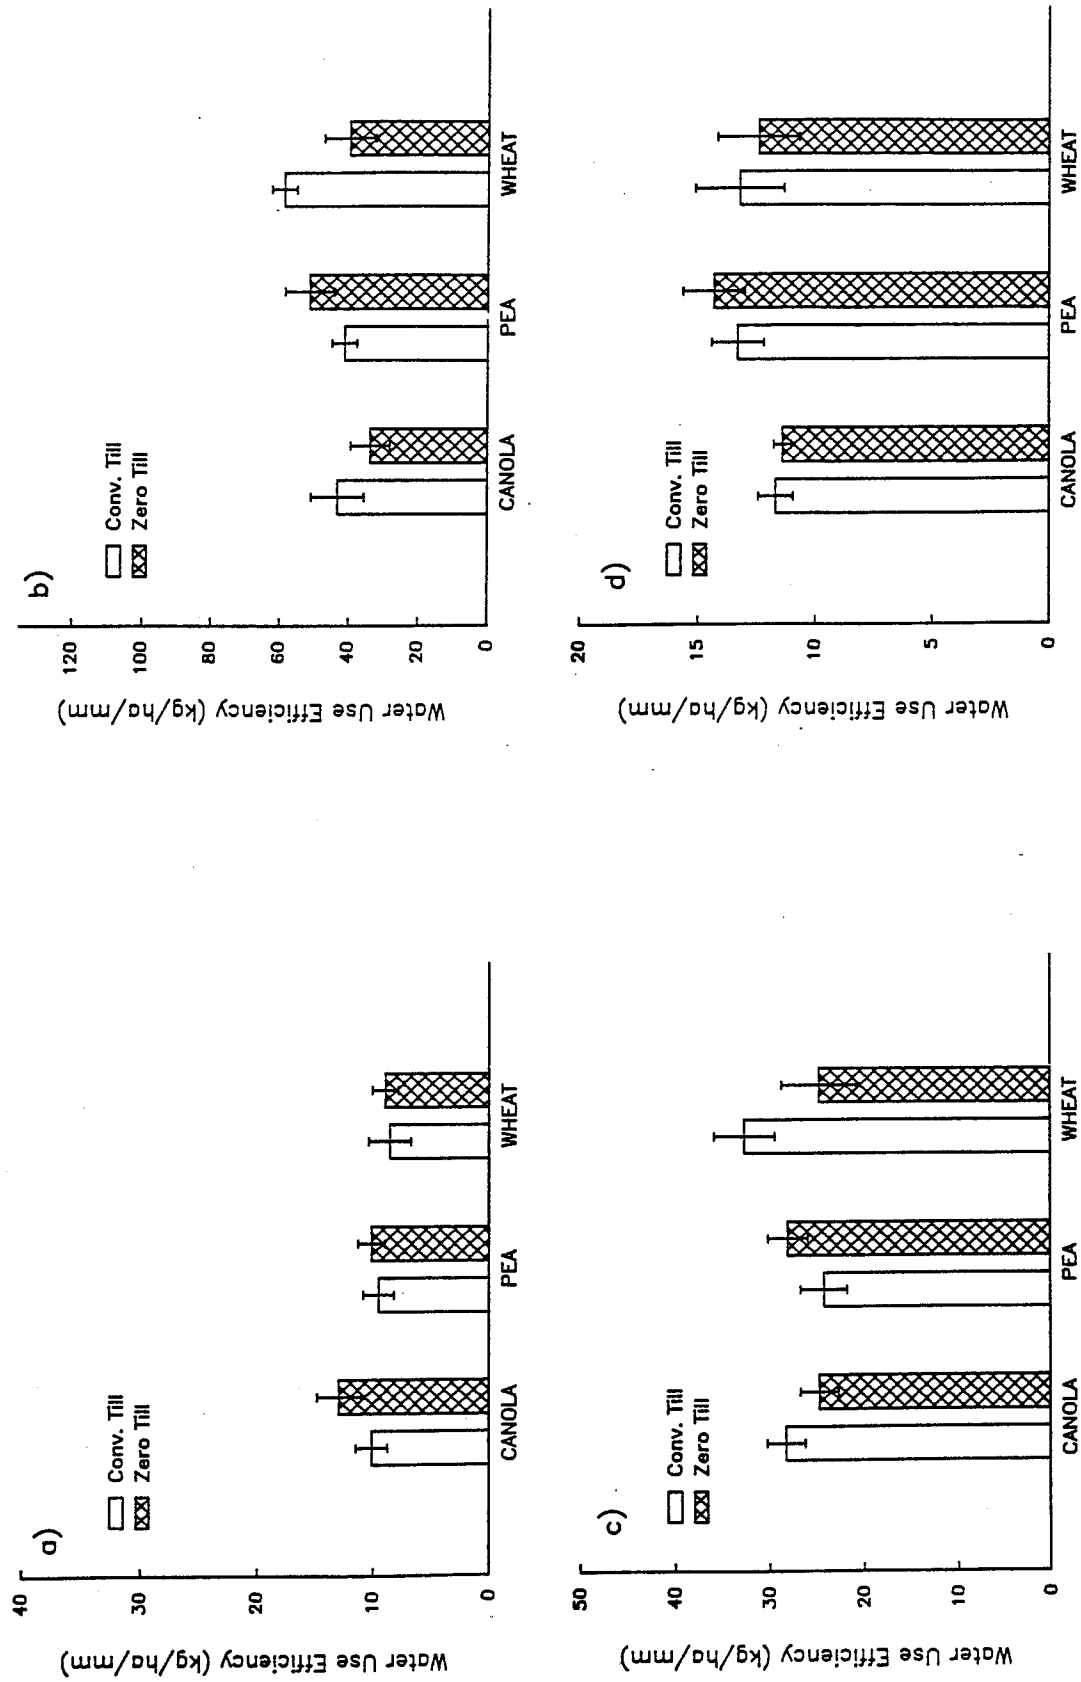 a)
Conv. Till
Zero Till
Water Use Efficiency (kg/ha/mm)
40
30
20
10
0
CANOLA PEA WHEAT
b)
Conv. Till
Zero Till
Water Use Efficiency (kg/ha/mm)
120
100
80
60
40
20
0
CANOLA PEA WHEAT
c)
Conv. Till
Zero Till
Water Use Efficiency (kg/ha/mm)
50
40
30
20
10
0
CANOLA PEA WHEAT
d)
Conv. Till
Zero Till
Water Use Efficiency (kg/ha/mm)
20
15
10
5
0
CANOLA PEA WHEAT